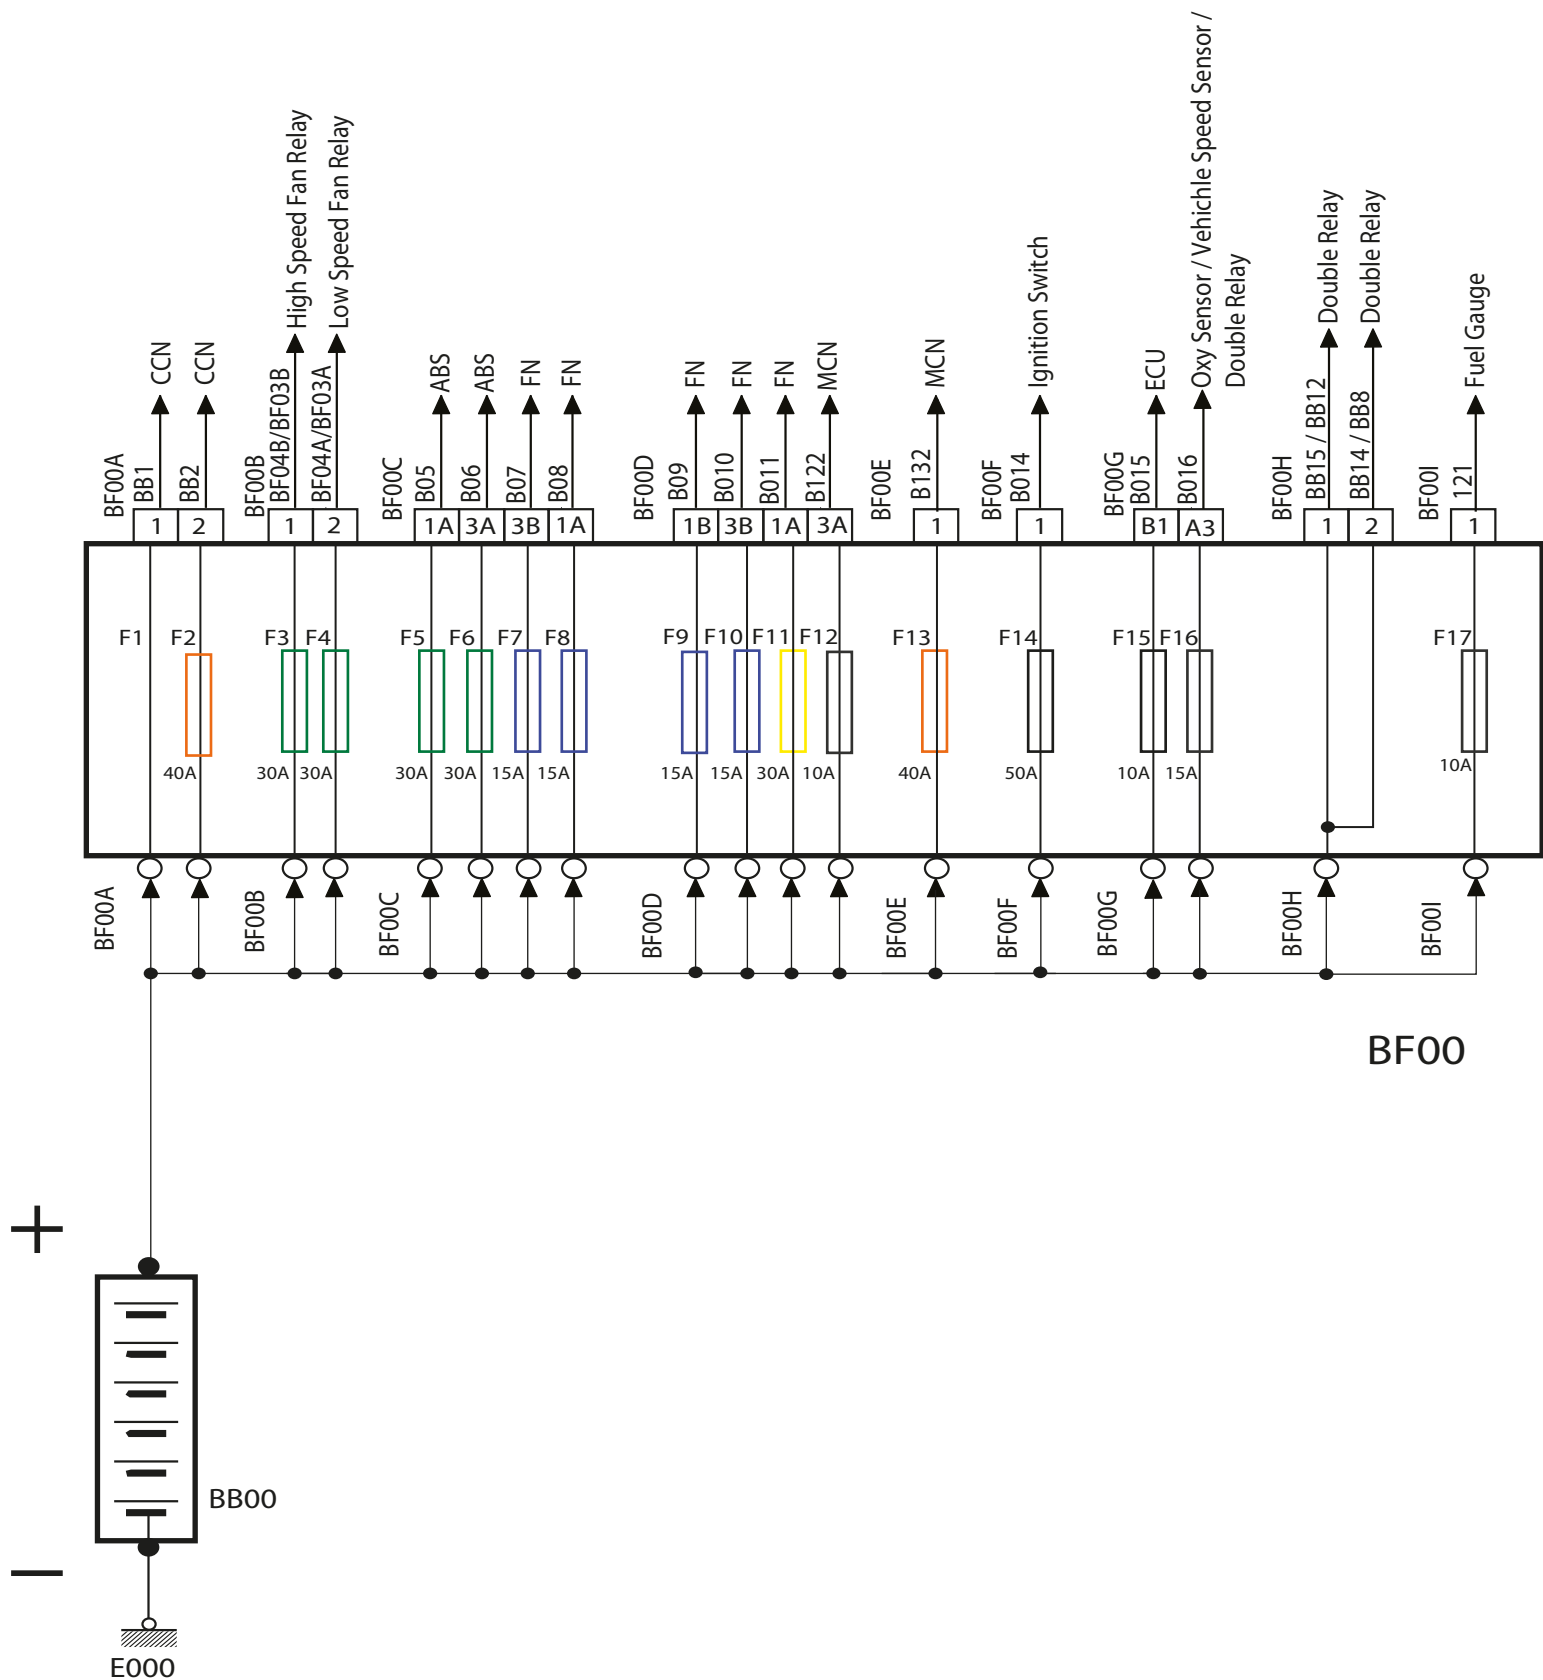 BF00A
BB1
CCN
BB2
CCN
BF00B
BF04B/BF03B
High Speed Fan Relay
BF04A/BF03A
Low Speed Fan Relay
BF00C
B05
ABS
B06
ABS
B07
FN
B08
FN
BF00D
B09
FN
B010
FN
B011
FN
B122
MCN
BF00E
B132
MCN
BF00F
B014
Ignition Switch
BF00G
B015
ECU
B016
Oxy Sensor / Vehichle Speed Sensor /
Double Relay
BF00H
BB15 / BB12
Double Relay
BB14 / BB8
Double Relay
BF00I
121
Fuel Gauge
1 2 1 2 1A 3A 3B 1A 1B 3B 1A 3A 1 1 B1 A3 1 2 1
F1 F2 F3 F4 F5 F6 F7 F8 F9 F10 F11 F12 F13 F14 F15 F16 F17
40A 30A 30A 30A 30A 15A 15A 15A 15A 30A 10A 40A 50A 10A 15A 10A
BF00A
BF00B
BF00C
BF00D
BF00E
BF00F
BF00G
BF00H
BF00I
BF00
+
BB00
–
E000